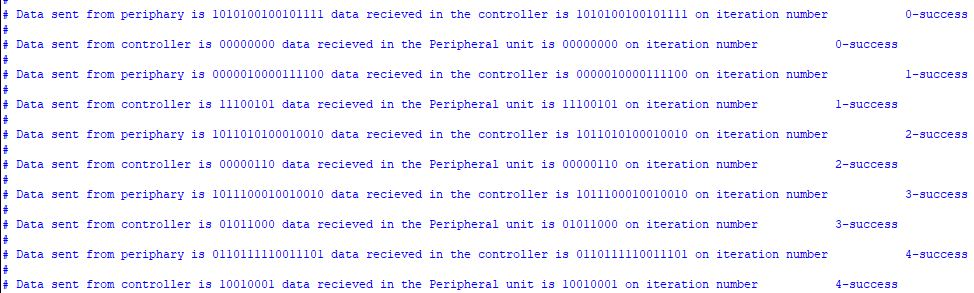 #
# Data sent from periphary is 1010100100101111 data recieved in the controller is 1010100100101111 on iteration number 0-success
#
# Data sent from controller is 00000000 data recieved in the Peripheral unit is 00000000 on iteration number 0-success
#
# Data sent from periphary is 0000010000111100 data recieved in the controller is 0000010000111100 on iteration number 1-success
#
# Data sent from controller is 11100101 data recieved in the Peripheral unit is 11100101 on iteration number 1-success
#
# Data sent from periphary is 1011010100010010 data recieved in the controller is 1011010100010010 on iteration number 2-success
#
# Data sent from controller is 00000110 data recieved in the Peripheral unit is 00000110 on iteration number 2-success
#
# Data sent from periphary is 1011100010010010 data recieved in the controller is 1011100010010010 on iteration number 3-success
#
# Data sent from controller is 01011000 data recieved in the Peripheral unit is 01011000 on iteration number 3-success
#
# Data sent from periphary is 0110111110011101 data recieved in the controller is 0110111110011101 on iteration number 4-success
#
# Data sent from controller is 10010001 data recieved in the Peripheral unit is 10010001 on iteration number 4-success